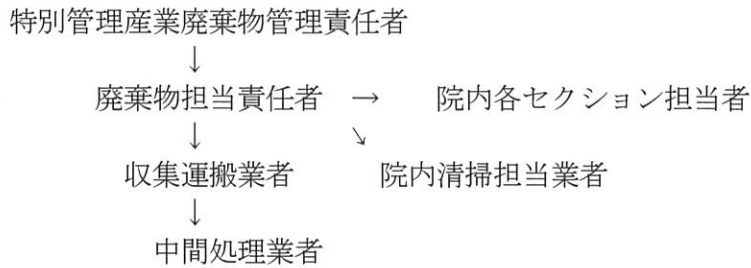 特別管理産業廃棄物管理責任者
↓
廃棄物担当責任者 → 院内各セクション担当者
↓ ↘
収集運搬業者 院内清掃担当業者
↓
中間処理業者